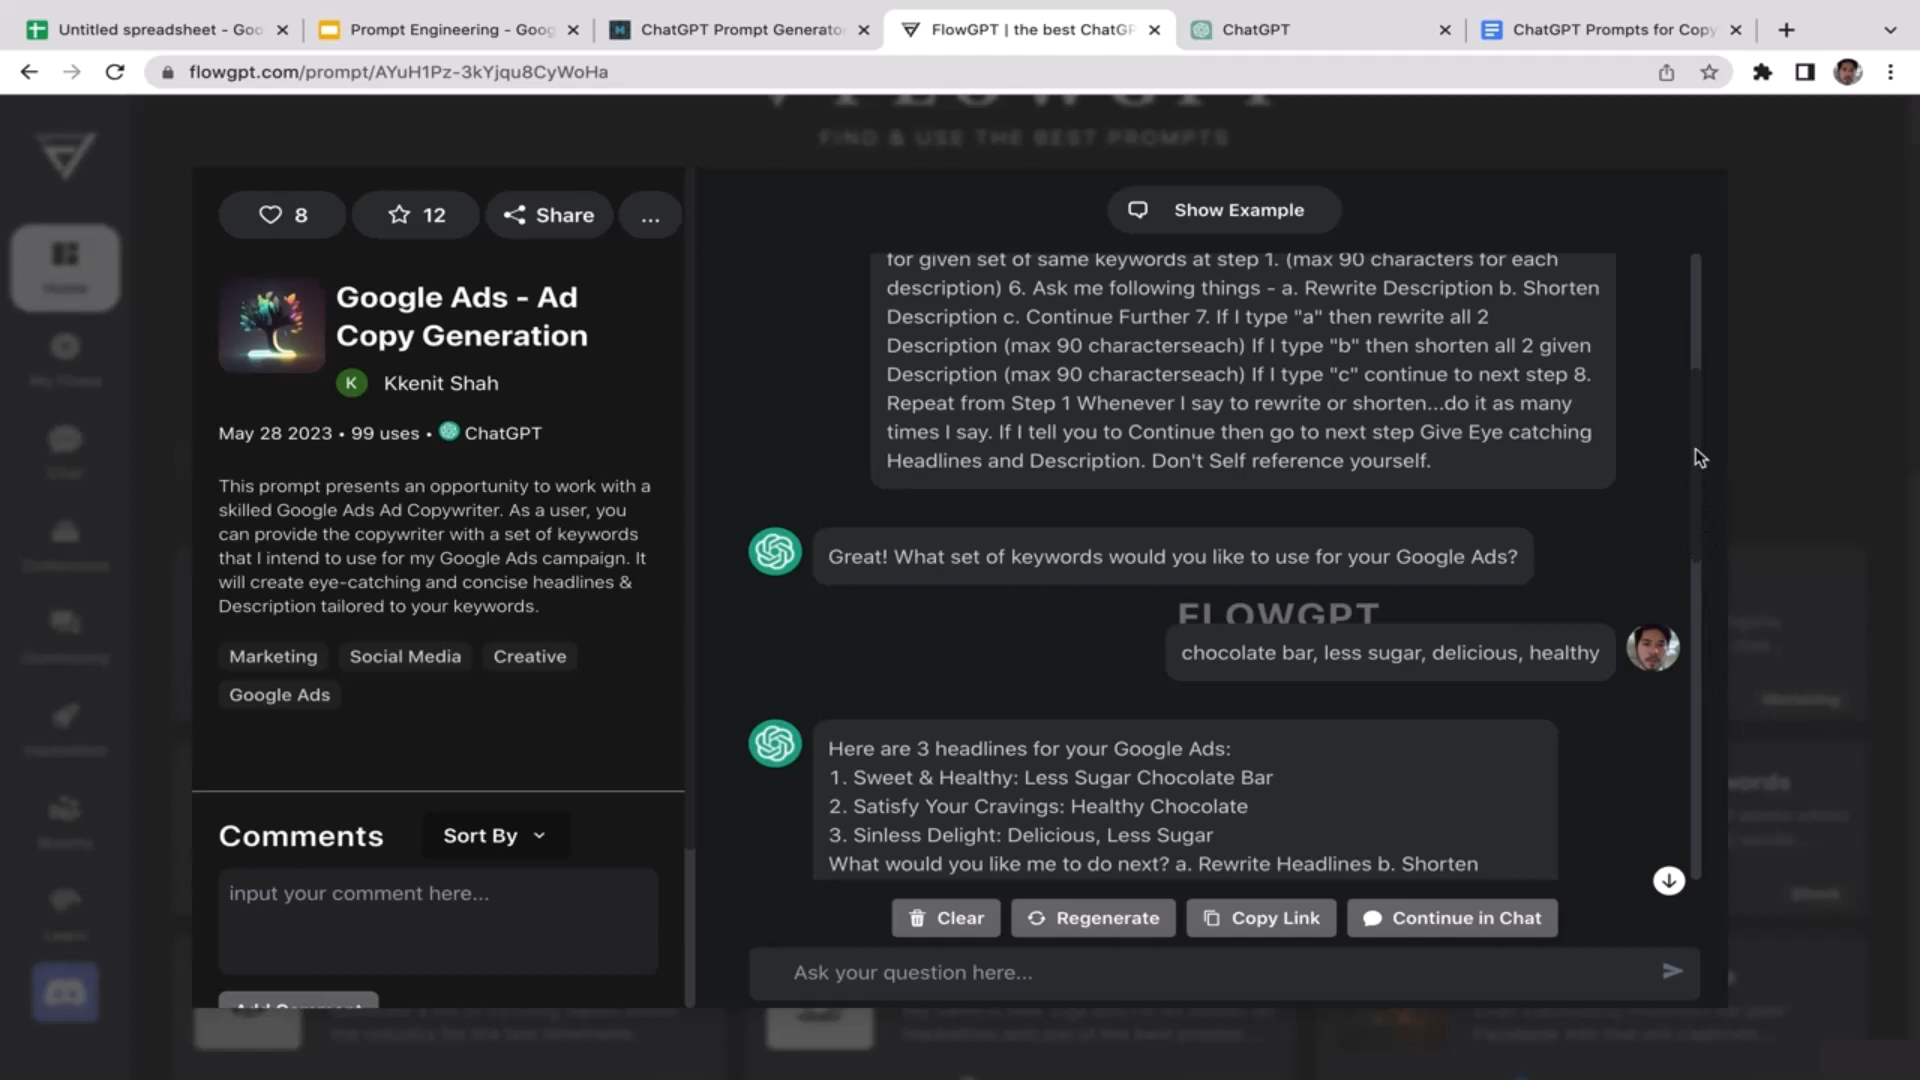 Untitled spreadsheet - Goo
Prompt Engineering - Goog
ChatGPT Prompt Generator
FlowGPT | the best ChatGP
ChatGPT
ChatGPT Prompts for Copy
flowgpt.com/prompt/AYuH1Pz-3kYjqu8CyWoHa
FLOWGPT
FIND & USE THE BEST PROMPTS
8
12
Share
...
Google Ads - Ad
Copy Generation
K Kkenit Shah
May 28 2023 • 99 uses • ChatGPT
This prompt presents an opportunity to work with a
skilled Google Ads Ad Copywriter. As a user, you
can provide the copywriter with a set of keywords
that I intend to use for my Google Ads campaign. It
will create eye-catching and concise headlines &
Description tailored to your keywords.
Marketing
Social Media
Creative
Google Ads
Comments
Sort By
input your comment here...
Add Comment
Show Example
for given set of same keywords at step 1. (max 90 characters for each
description) 6. Ask me following things - a. Rewrite Description b. Shorten
Description c. Continue Further 7. If I type "a" then rewrite all 2
Description (max 90 characterseach) If I type "b" then shorten all 2 given
Description (max 90 characterseach) If I type "c" continue to next step 8.
Repeat from Step 1 Whenever I say to rewrite or shorten...do it as many
times I say. If I tell you to Continue then go to next step Give Eye catching
Headlines and Description. Don't Self reference yourself.
Great! What set of keywords would you like to use for your Google Ads?
FLOWGPT
chocolate bar, less sugar, delicious, healthy
Here are 3 headlines for your Google Ads:
1. Sweet & Healthy: Less Sugar Chocolate Bar
2. Satisfy Your Cravings: Healthy Chocolate
3. Sinless Delight: Delicious, Less Sugar
What would you like me to do next? a. Rewrite Headlines b. Shorten
Clear
Regenerate
Copy Link
Continue in Chat
Ask your question here...